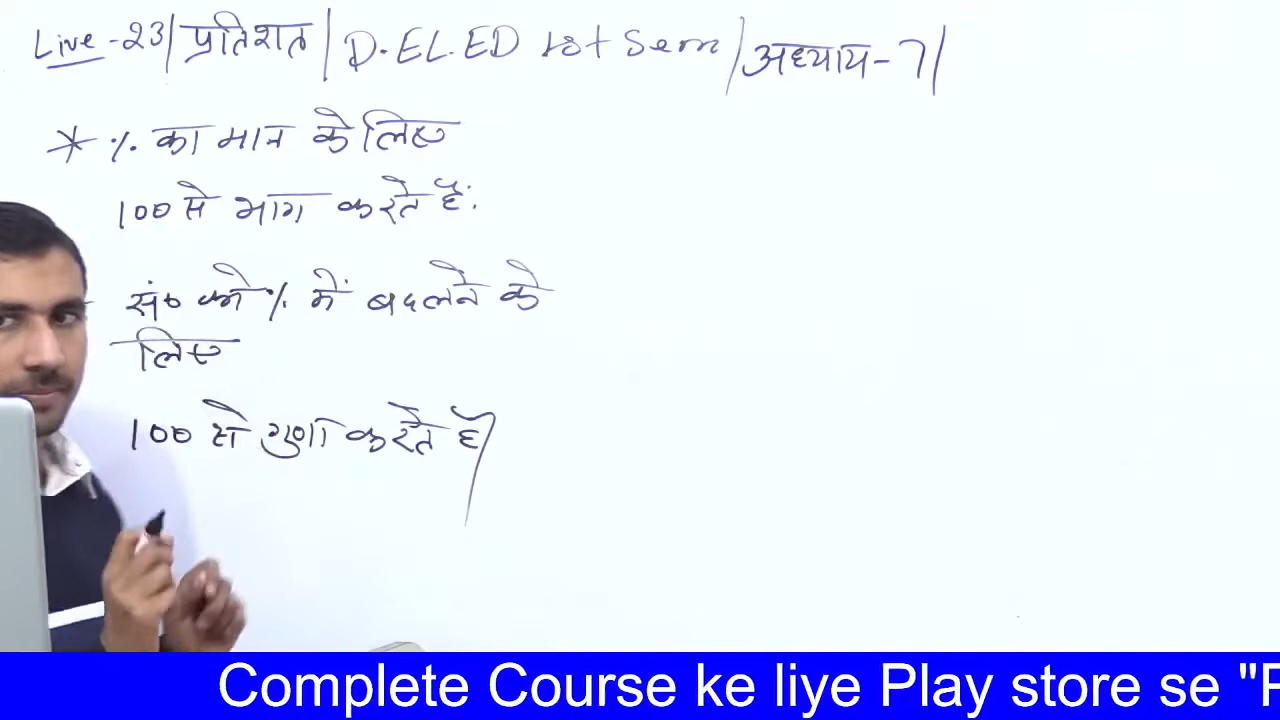 Live -23 | प्रतिशत | D.EL.ED 1st Sem | अध्याय - 7 |
* % का मान के लिए
100 से भाग करते हैं.
सं० को % में बदलने के
लिए
100 से गुणा करते हैं
Complete Course ke liye Play store se "P